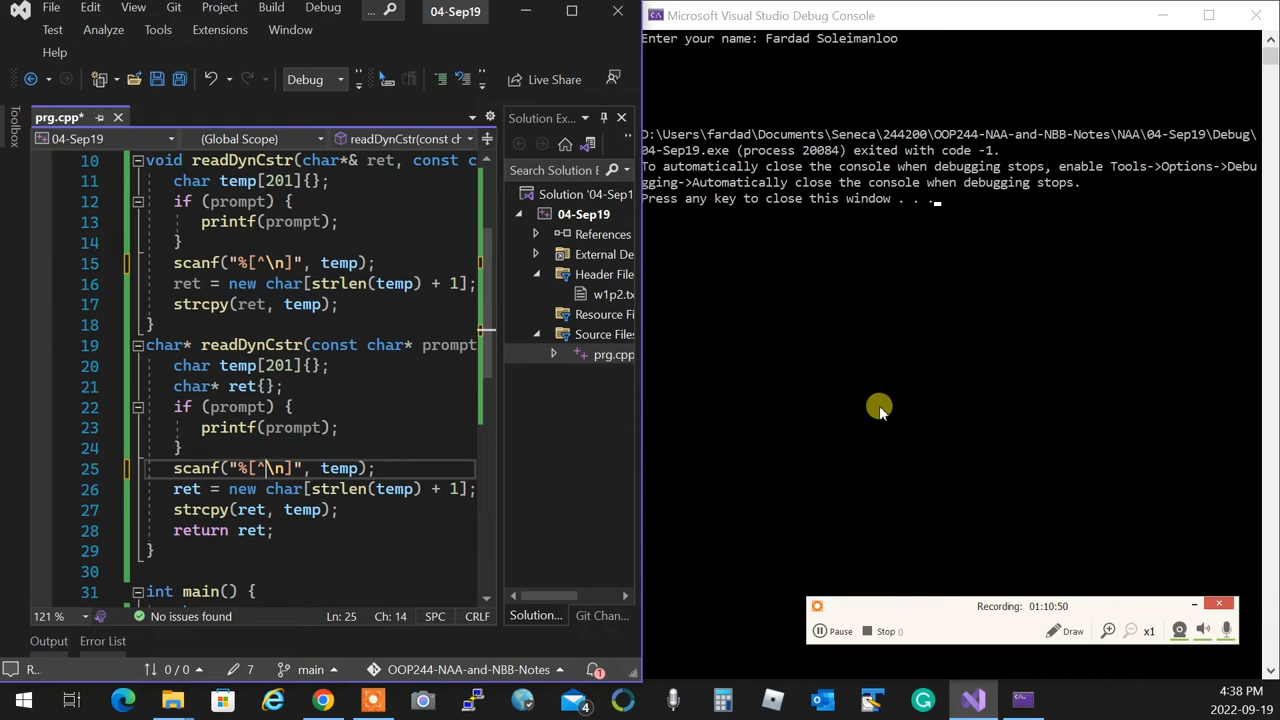 File
Edit
View
Git
Project
Build
Debug
...
04-Sep19
Test
Analyze
Tools
Extensions
Window
Help
Debug
Live Share
Toolbox
prg.cpp*
04-Sep19
(Global Scope)
readDynCstr(const ch
10 void readDynCstr(char*& ret, const c
11 char temp[201]{};
12 if (prompt) {
13 printf(prompt);
14 }
15 scanf("%[^\n]", temp);
16 ret = new char[strlen(temp) + 1];
17 strcpy(ret, temp);
18 }
19 char* readDynCstr(const char* prompt
20 char temp[201]{};
21 char* ret{};
22 if (prompt) {
23 printf(prompt);
24 }
25 scanf("%[^\n]", temp);
26 ret = new char[strlen(temp) + 1];
27 strcpy(ret, temp);
28 return ret;
29 }
30
31 int main() {
121 %
No issues found
Ln: 25
Ch: 14
SPC
CRLF
Output
Error List
R...
0 / 0
7
main
OOP244-NAA-and-NBB-Notes
1
Solution Ex...
Search Solution
Solution '04-Sep1
04-Sep19
References
External De
Header Files
w1p2.tx
Resource Fi
Source Files
prg.cpp
Solution...
Git Chan...
Microsoft Visual Studio Debug Console
Enter your name: Fardad Soleimanloo
D:\Users\fardad\Documents\Seneca\244200\OOP244-NAA-and-NBB-Notes\NAA\04-Sep19\Debug\
04-Sep19.exe (process 20084) exited with code -1.
To automatically close the console when debugging stops, enable Tools->Options->Debu
gging->Automatically close the console when debugging stops.
Press any key to close this window . . .
Recording: 01:10:50
Pause
Stop ()
Draw
x1
4
4:38 PM
2022-09-19